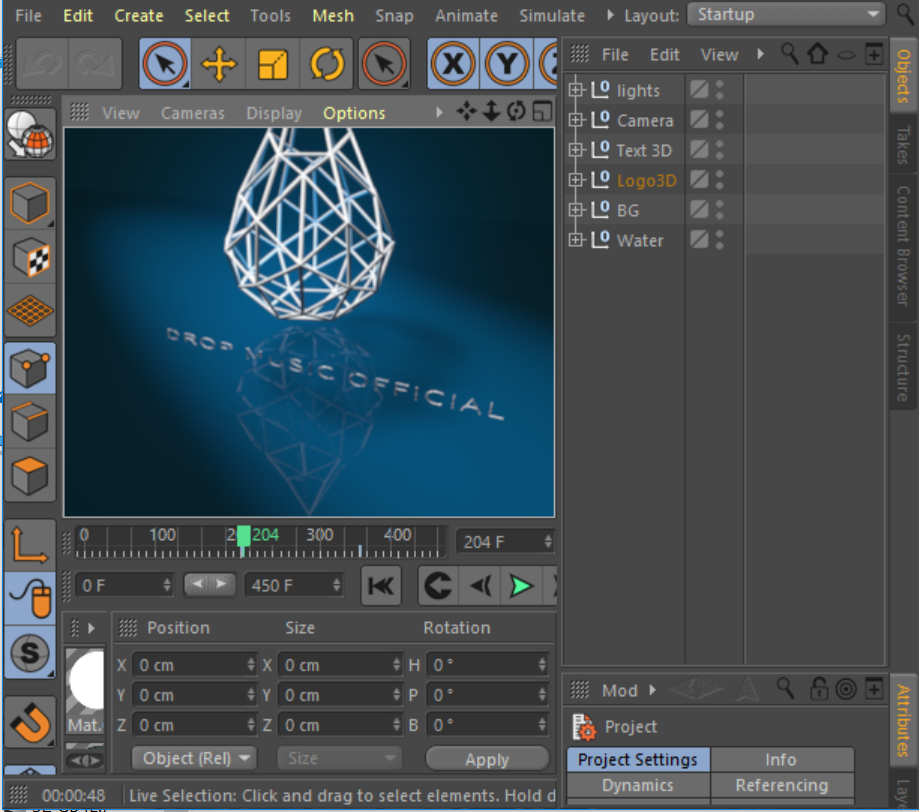 File Edit Create Select Tools Mesh Snap Animate Simulate Layout: Startup
X Y
File Edit View
View Cameras Display Options
lights
Camera
Text 3D
Logo3D
BG
Water
Objects
Takes
Content Browser
Structure
DROP MUSIC OFFICIAL
0 100 204 300 400 204 F
0 F 450 F
Position Size Rotation
X 0 cm X 0 cm H 0 °
Y 0 cm Y 0 cm P 0 °
Z 0 cm Z 0 cm B 0 °
Mat.
Object (Rel) Size Apply
S
Mod
Project
Project Settings Info
Dynamics Referencing
Attributes
00:00:48 Live Selection: Click and drag to select elements. Hold d